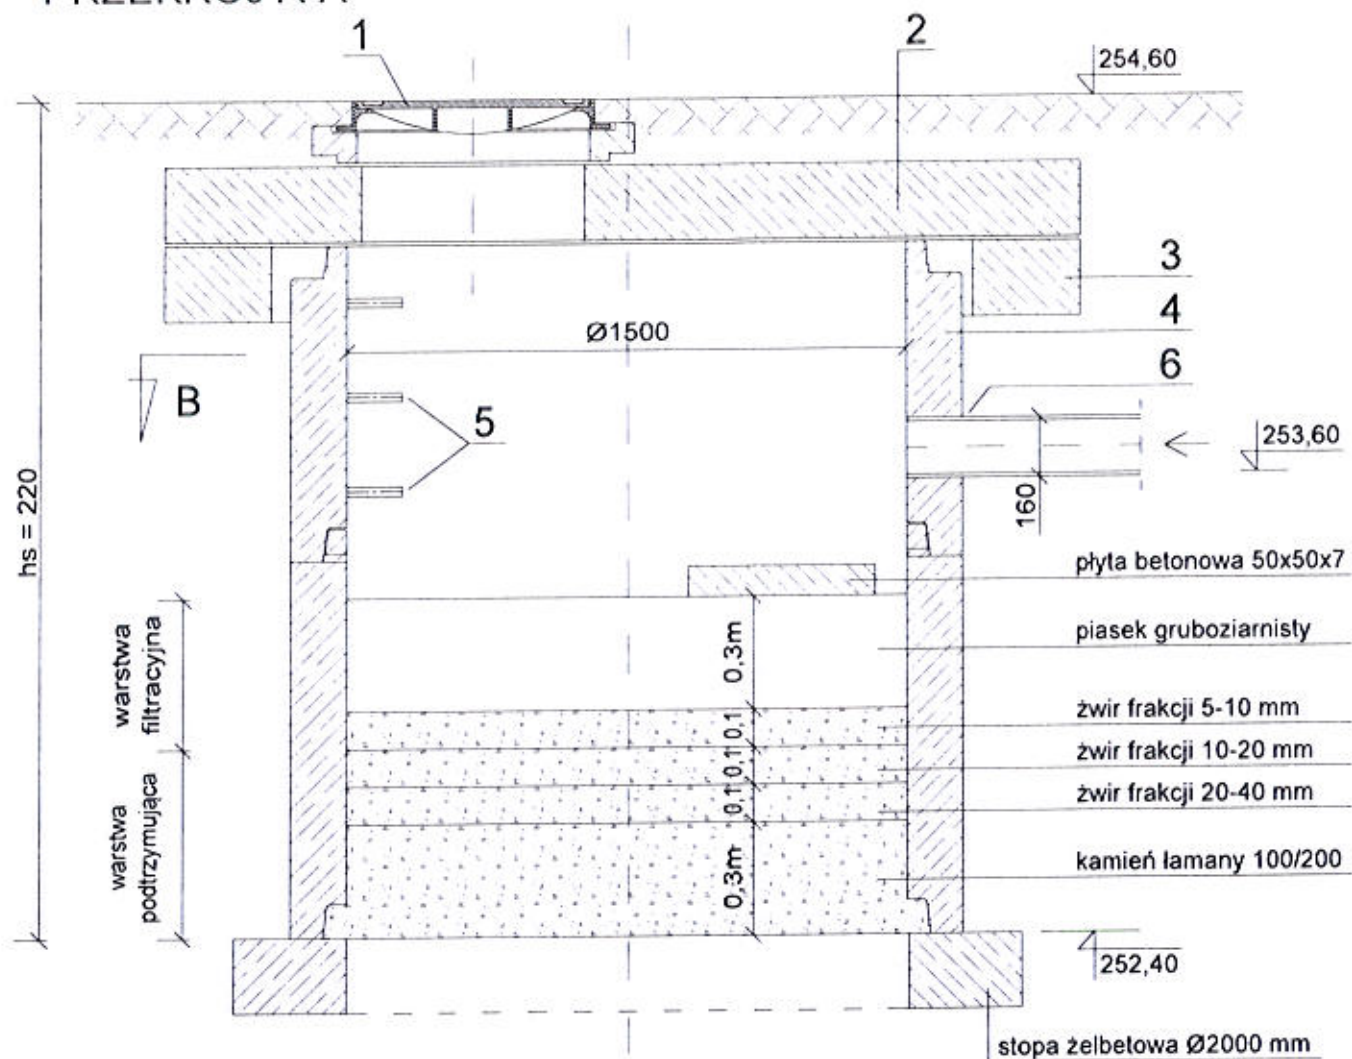 1
2
254,60
3
4
Ø1500
6
B
5
253,60
160
hs = 220
płyta betonowa 50x50x7
warstwa
filtracyjna
0,3m
piasek gruboziarnisty
0,1
żwir frakcji 5-10 mm
0,1
żwir frakcji 10-20 mm
0,1
żwir frakcji 20-40 mm
warstwa
podtrzymująca
0,3m
kamień łamany 100/200
252,40
stopa żelbetowa Ø2000 mm